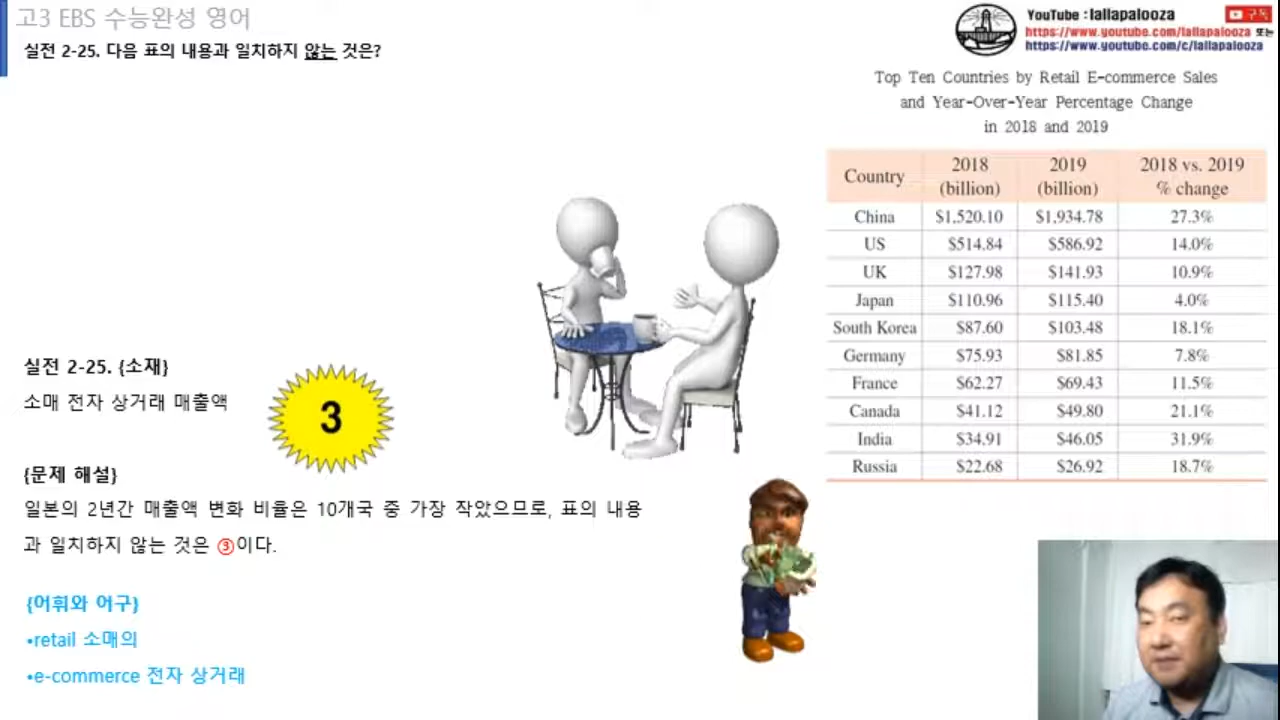 고3 EBS 수능완성 영어
실전 2-25. 다음 표의 내용과 일치하지 않는 것은?
YouTube : lallapalooza
구독
https://www.youtube.com/lallapalooza 또는
https://www.youtube.com/c/lallapalooza
Top Ten Countries by Retail E-commerce Sales
and Year-Over-Year Percentage Change
in 2018 and 2019
Country 2018 (billion) 2019 (billion) 2018 vs. 2019 % change
China $1,520.10 $1,934.78 27.3%
US $514.84 $586.92 14.0%
UK $127.98 $141.93 10.9%
Japan $110.96 $115.40 4.0%
South Korea $87.60 $103.48 18.1%
Germany $75.93 $81.85 7.8%
France $62.27 $69.43 11.5%
Canada $41.12 $49.80 21.1%
India $34.91 $46.05 31.9%
Russia $22.68 $26.92 18.7%
실전 2-25. {소재}
소매 전자 상거래 매출액
3
{문제 해설}
일본의 2년간 매출액 변화 비율은 10개국 중 가장 작았으므로, 표의 내용
과 일치하지 않는 것은 ③이다.
{어휘와 어구}
•retail 소매의
•e-commerce 전자 상거래